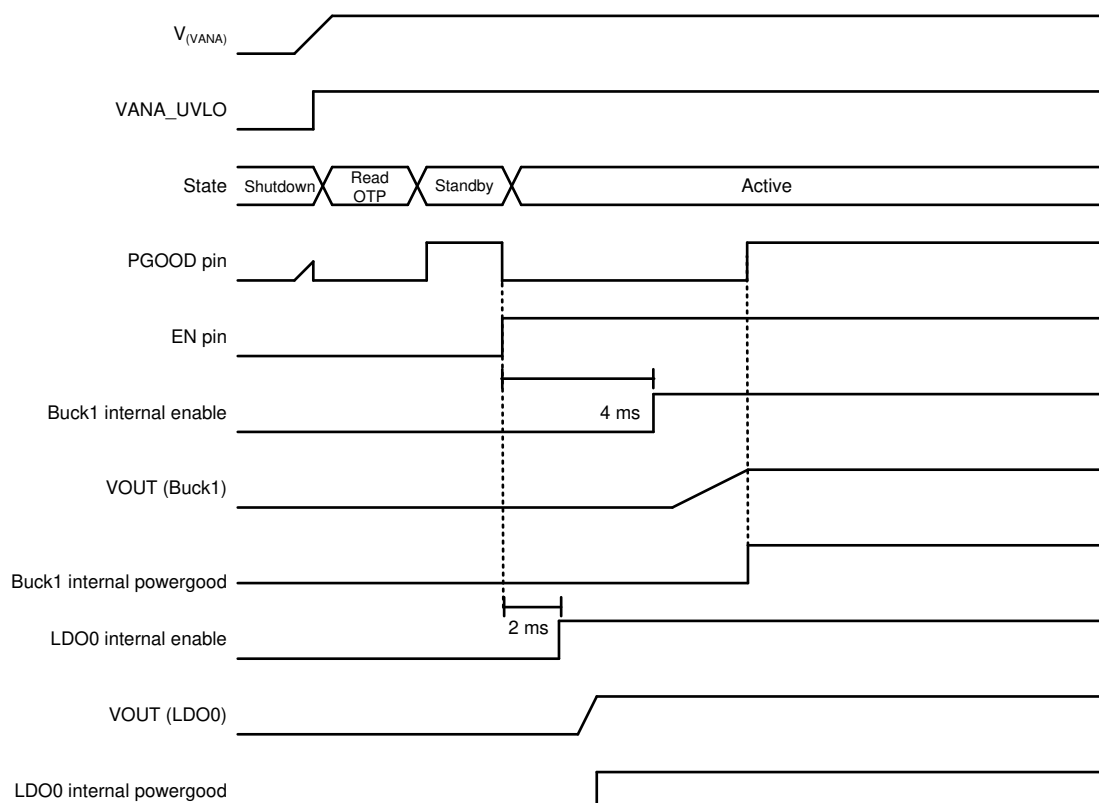 V(VANA)
VANA_UVLO
State
Shutdown
Read
OTP
Standby
Active
PGOOD pin
EN pin
Buck1 internal enable
4 ms
VOUT (Buck1)
Buck1 internal powergood
2 ms
LDO0 internal enable
VOUT (LDO0)
LDO0 internal powergood